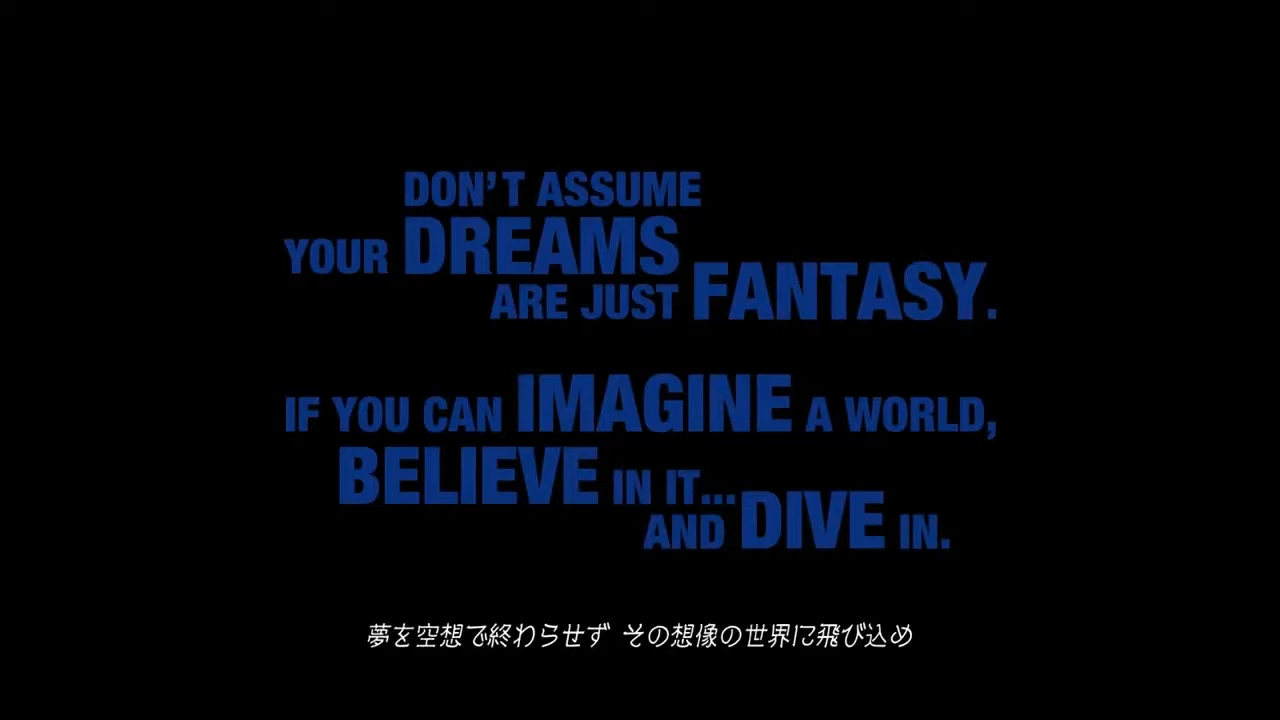 DON'T ASSUME
YOUR DREAMS
ARE JUST FANTASY.
IF YOU CAN IMAGINE A WORLD,
BELIEVE IN IT...
AND DIVE IN.
夢を空想で終わらせず その想像の世界に飛び込め